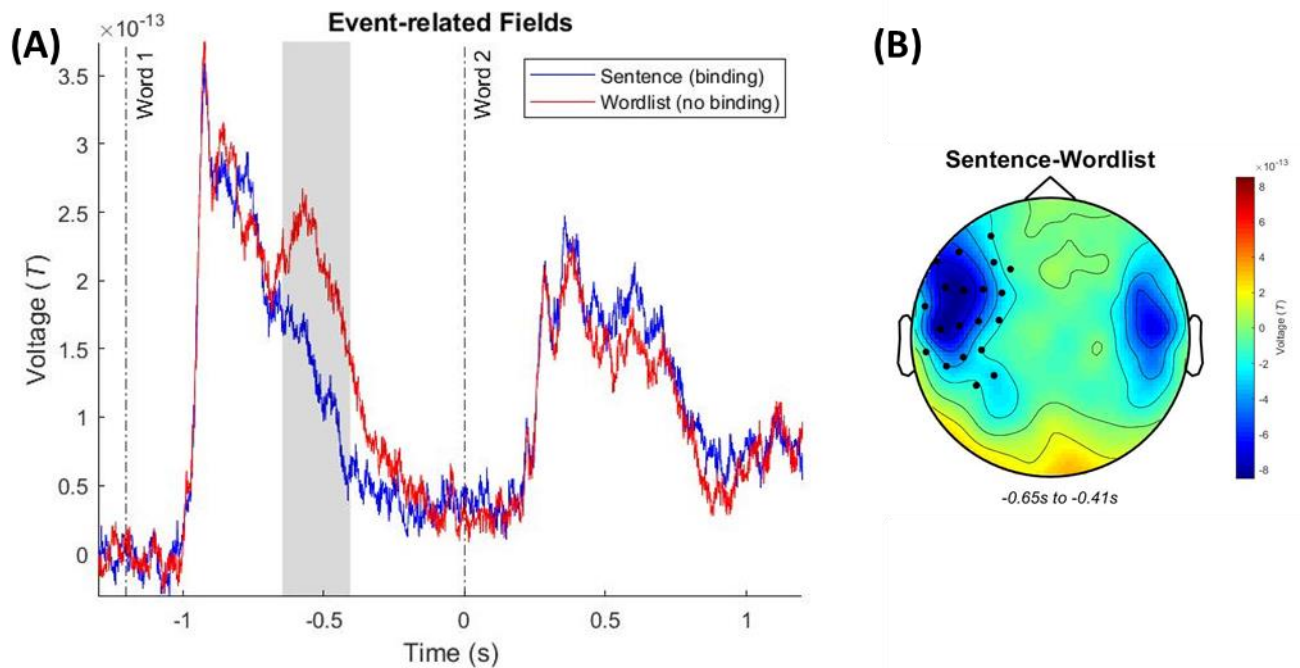 (A)
Event-related Fields
×10⁻¹³
3.5
3
2.5
2
1.5
1
0.5
0
Voltage (T)
Word 1
Word 2
Sentence (binding)
Wordlist (no binding)
-1
-0.5
0
0.5
1
Time (s)
(B)
Sentence-Wordlist
×10⁻¹³
8
6
4
2
0
-2
-4
-6
-8
Voltage (T)
-0.65s to -0.41s